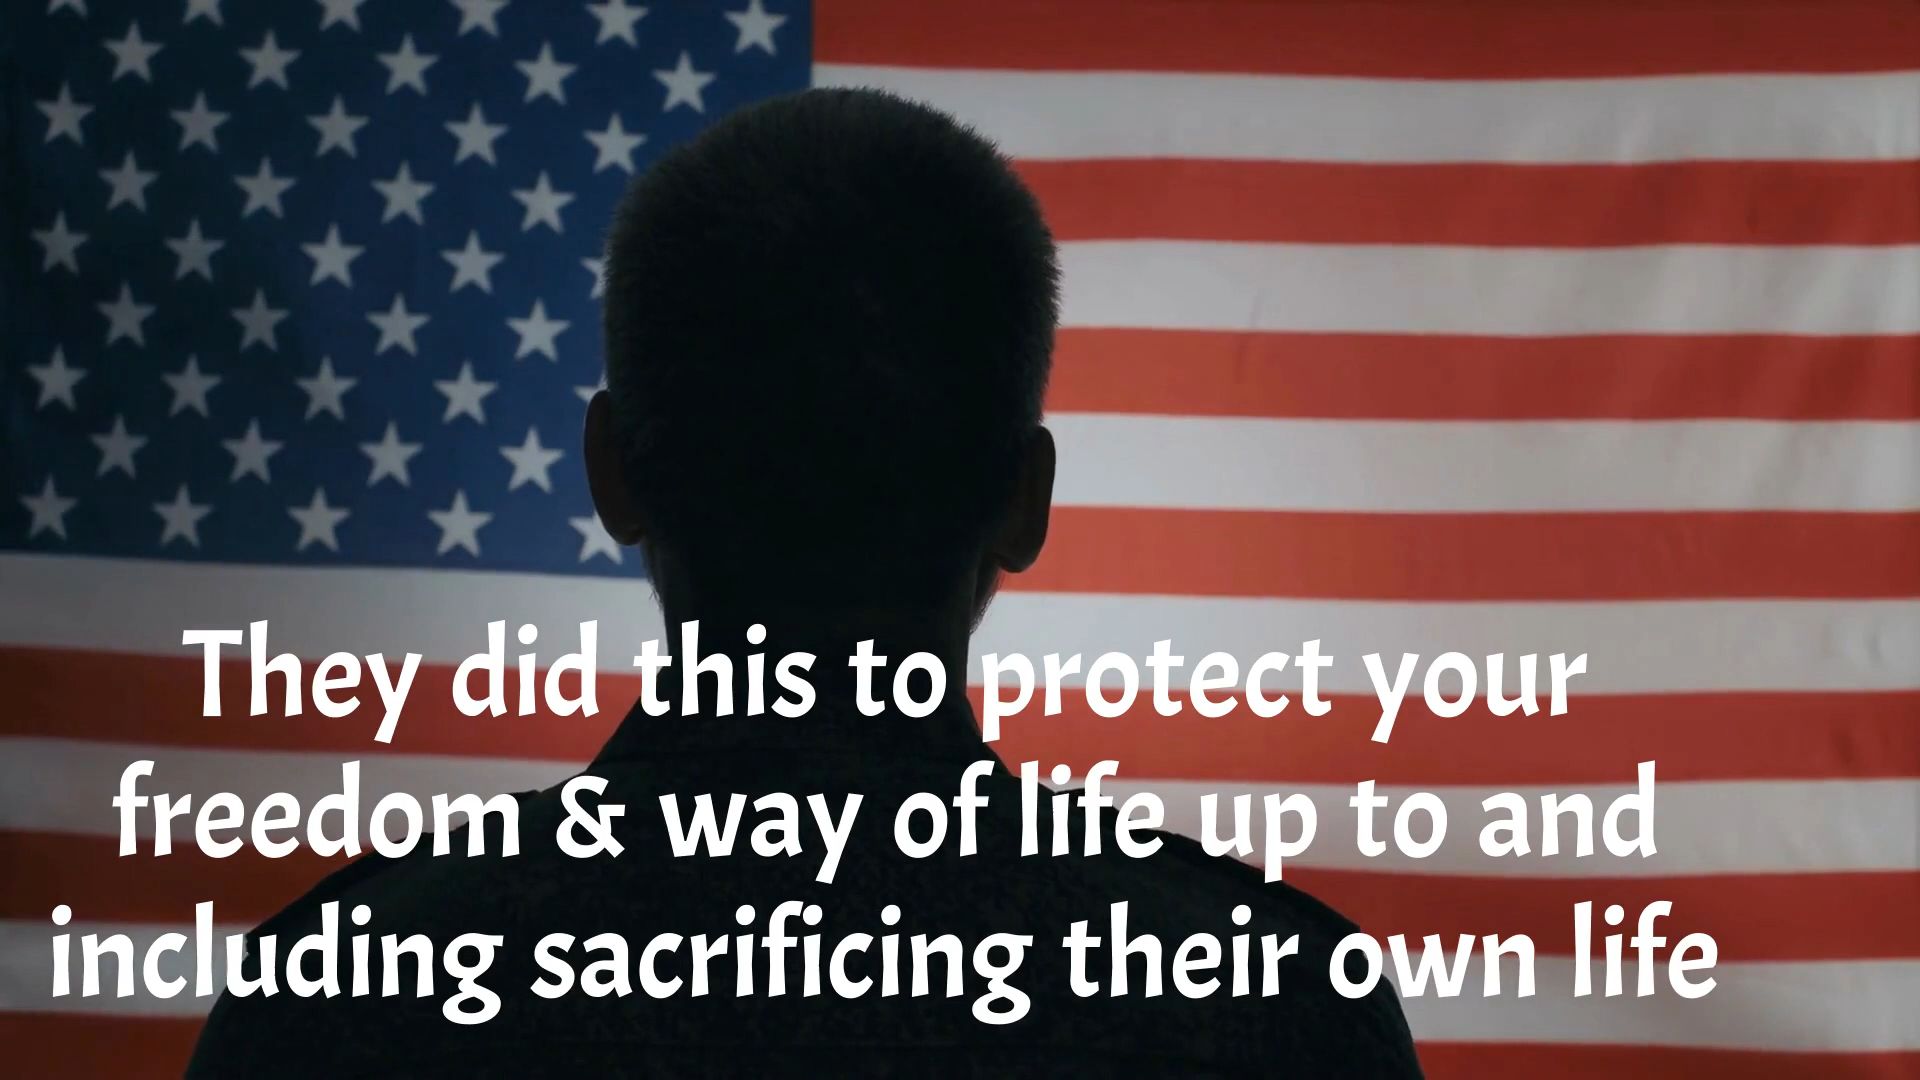 They did this to protect your
freedom & way of life up to and
including sacrificing their own life